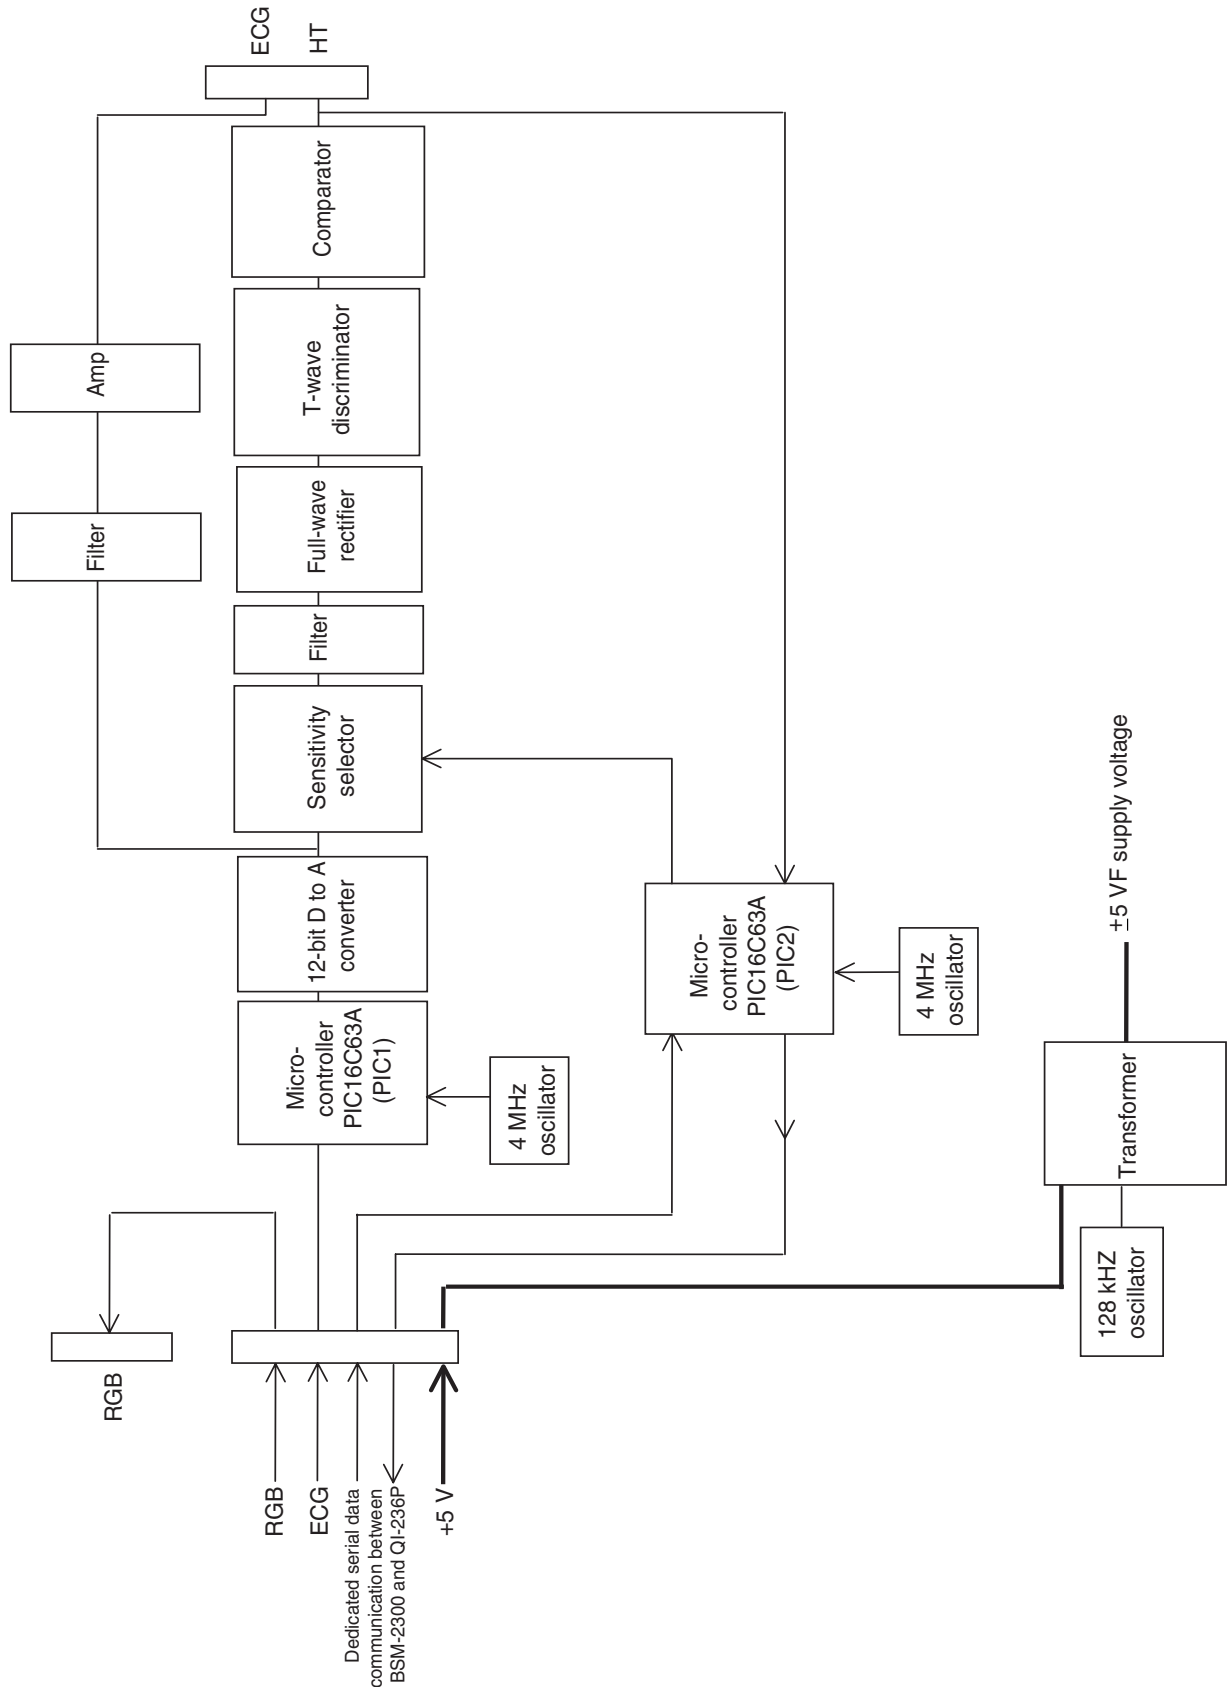 Filter
Amp
RGB
ECG
HT
RGB
ECG
Dedicated serial data
communication between
BSM-2300 and QI-236P
+5 V
Micro-
controller
PIC16C63A
(PIC1)
12-bit D to A
converter
Sensitivity
selector
Filter
Full-wave
rectifier
T-wave
discriminator
Comparator
4 MHz
oscillator
Micro-
controller
PIC16C63A
(PIC2)
4 MHz
oscillator
128 kHZ
oscillator
Transformer
±5 VF supply voltage